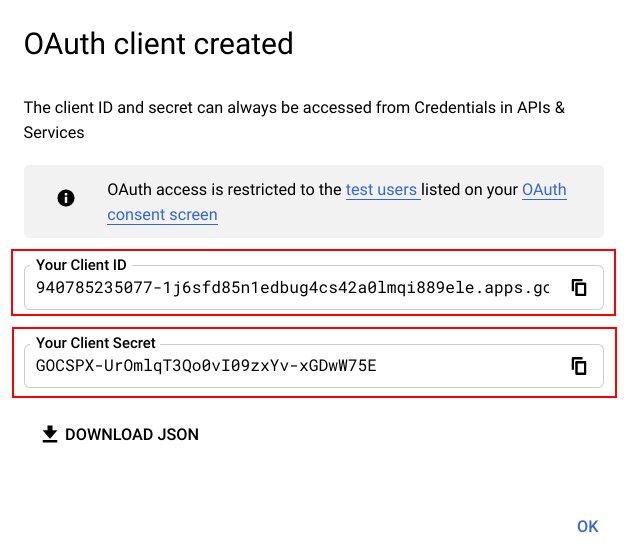 OAuth client created
The client ID and secret can always be accessed from Credentials in APIs &
Services
OAuth access is restricted to the test users listed on your OAuth
consent screen
Your Client ID
940785235077-1j6sfd85n1edbug4cs42a0lmqi889ele.apps.gc
Your Client Secret
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
DOWNLOAD JSON
OK